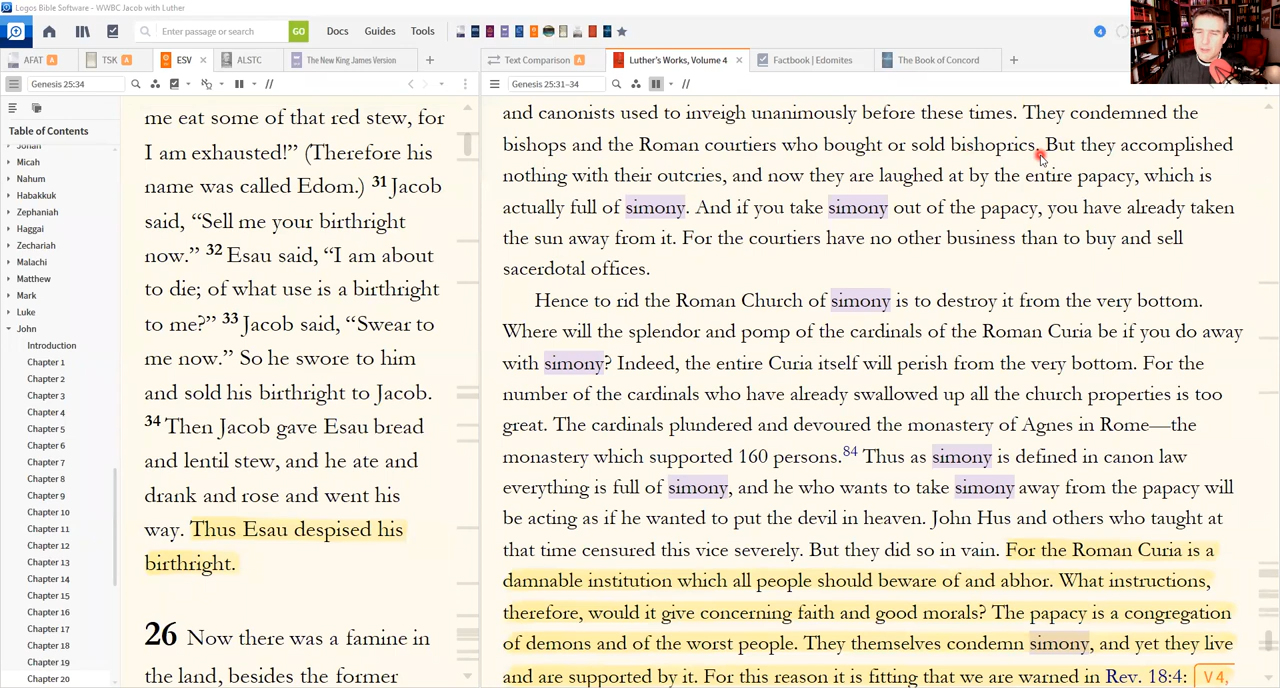 Logos Bible Software - WWBC Jacob with Luther
Enter passage or search
GO
Docs
Guides
Tools
4
AFAT A
TSK A
ESV
ALSTC
The New King James Version
Text Comparison A
Luther's Works, Volume 4
Factbook | Edomites
The Book of Concord
Genesis 25:34
Genesis 25:31–34
Table of Contents
Jonah
Micah
Nahum
Habakkuk
Zephaniah
Haggai
Zechariah
Malachi
Matthew
Mark
Luke
John
Introduction
Chapter 1
Chapter 2
Chapter 3
Chapter 4
Chapter 5
Chapter 6
Chapter 7
Chapter 8
Chapter 9
Chapter 10
Chapter 11
Chapter 12
Chapter 13
Chapter 14
Chapter 15
Chapter 16
Chapter 17
Chapter 18
Chapter 19
Chapter 20
me eat some of that red stew, for
I am exhausted!” (Therefore his
name was called Edom.) 31 Jacob
said, “Sell me your birthright
now.” 32 Esau said, “I am about
to die; of what use is a birthright
to me?” 33 Jacob said, “Swear to
me now.” So he swore to him
and sold his birthright to Jacob.
34 Then Jacob gave Esau bread
and lentil stew, and he ate and
drank and rose and went his
way. Thus Esau despised his
birthright.
26 Now there was a famine in
the land, besides the former
and canonists used to inveigh unanimously before these times. They condemned the
bishops and the Roman courtiers who bought or sold bishoprics. But they accomplished
nothing with their outcries, and now they are laughed at by the entire papacy, which is
actually full of simony. And if you take simony out of the papacy, you have already taken
the sun away from it. For the courtiers have no other business than to buy and sell
sacerdotal offices.
Hence to rid the Roman Church of simony is to destroy it from the very bottom.
Where will the splendor and pomp of the cardinals of the Roman Curia be if you do away
with simony? Indeed, the entire Curia itself will perish from the very bottom. For the
number of the cardinals who have already swallowed up all the church properties is too
great. The cardinals plundered and devoured the monastery of Agnes in Rome—the
monastery which supported 160 persons.84 Thus as simony is defined in canon law
everything is full of simony, and he who wants to take simony away from the papacy will
be acting as if he wanted to put the devil in heaven. John Hus and others who taught at
that time censured this vice severely. But they did so in vain. For the Roman Curia is a
damnable institution which all people should beware of and abhor. What instructions,
therefore, would it give concerning faith and good morals? The papacy is a congregation
of demons and of the worst people. They themselves condemn simony, and yet they live
and are supported by it. For this reason it is fitting that we are warned in Rev. 18:4: V 4,